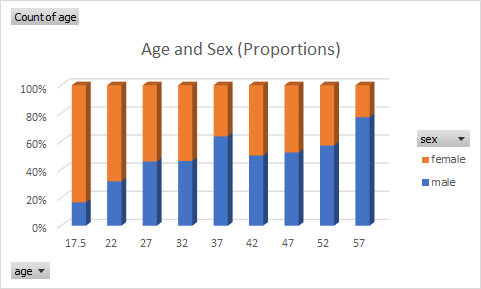 Count of age
Age and Sex (Proportions)
100%
80%
60%
40%
20%
0%
17.5 22 27 32 37 42 47 52 57
sex
female
male
age